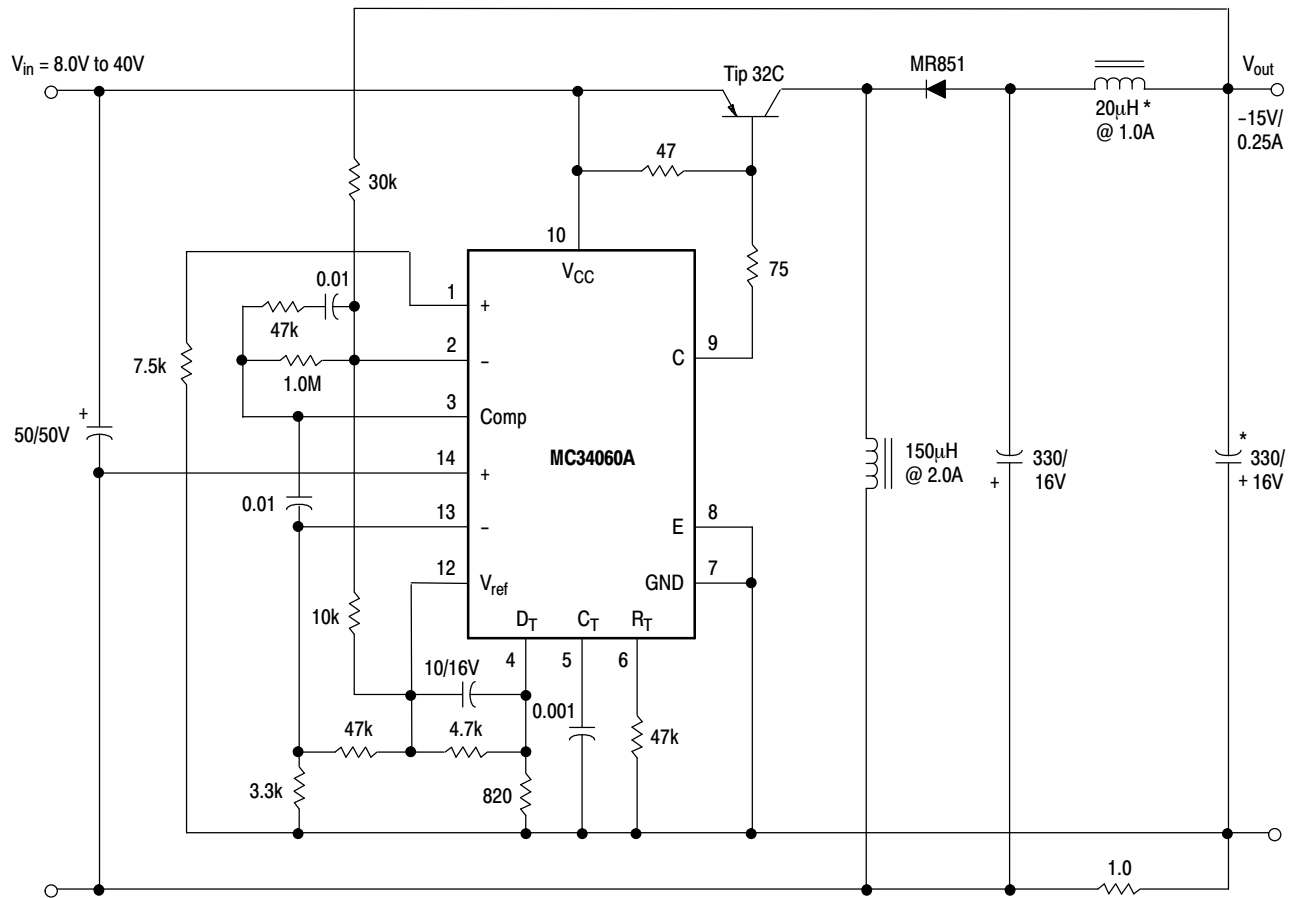 V_in = 8.0V to 40V
Tip 32C
MR851
V_out
20µH *
@ 1.0A
–15V/
0.25A
47
30k
10
75
V_CC
0.01
1
+
47k
7.5k
2
–
C
9
1.0M
+
50/50V
3
Comp
150µH
@ 2.0A
*
330/
16V
+
330/
+ 16V
14
+
MC34060A
0.01
13
–
E
8
12
V_ref
GND
7
10k
D_T
C_T
R_T
10/16V
4
5
6
0.001
47k
4.7k
47k
3.3k
820
1.0